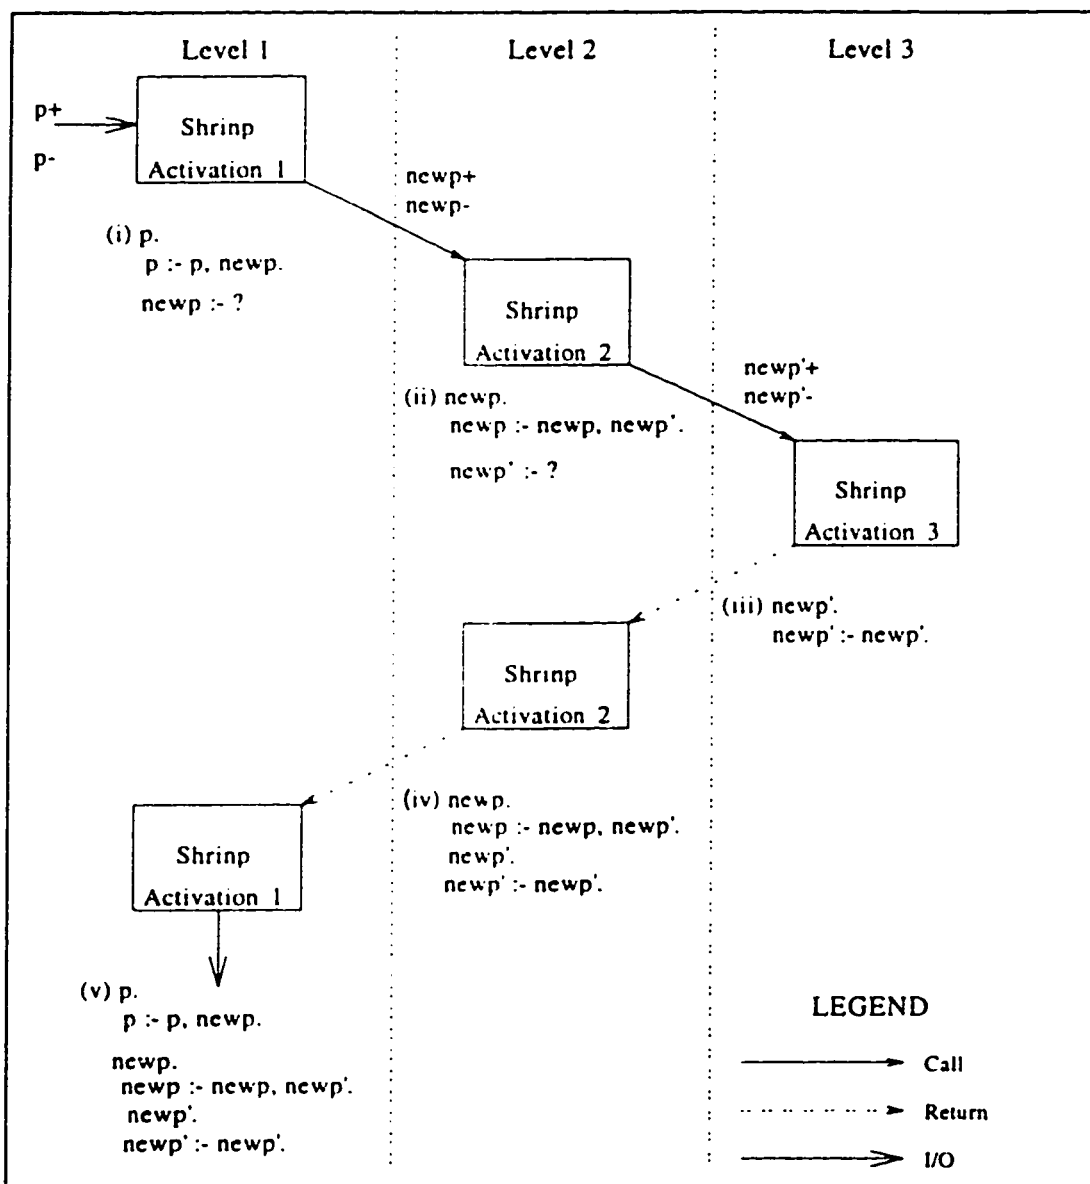 Level 1
Level 2
Level 3
p+
p-
Shrinp
Activation 1
newp+
newp-
(i) p.
p :- p, newp.
newp :- ?
Shrinp
Activation 2
newp'+
newp'-
(ii) newp.
newp :- newp, newp'.
newp' :- ?
Shrinp
Activation 3
(iii) newp'.
newp' :- newp'.
Shrinp
Activation 2
(iv) newp.
newp :- newp, newp'.
newp'.
newp' :- newp'.
Shrinp
Activation 1
(v) p.
p :- p, newp.
newp.
newp :- newp, newp'.
newp'.
newp' :- newp'.
LEGEND
Call
Return
I/O